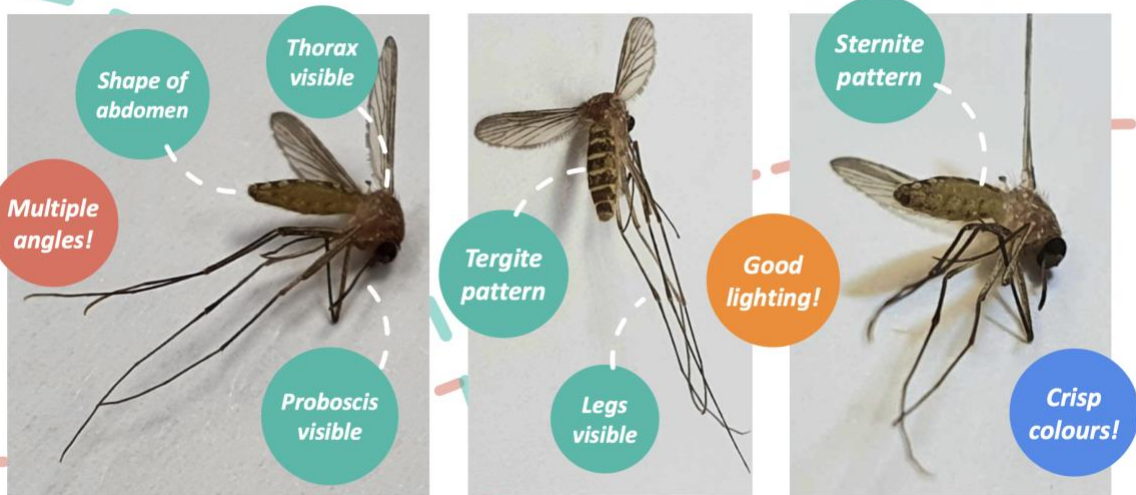 Thorax
visible
Shape of
abdomen
Multiple
angles!
Proboscis
visible
Tergite
pattern
Legs
visible
Good
lighting!
Sternite
pattern
Crisp
colours!